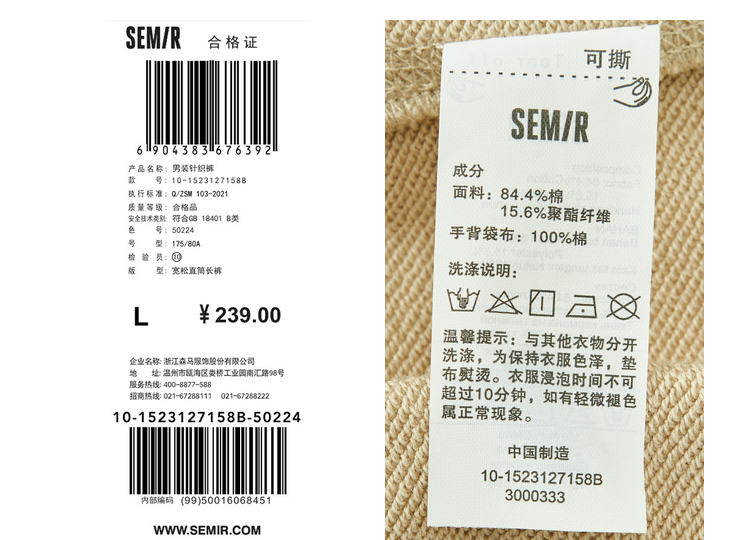 SEMIR 合格证
6 904383 676392
产品名称: 男装针织裤
款 号: 10-1523127158B
执行标准: Q/ZSM 103-2021
质量等级: 合格品
安全技术类别 符合GB 18401 B类
色 号: 50224
号 型: 175/80A
检 验 员: ⑩
版 型: 宽松直筒长裤
L ¥239.00
企业名称: 浙江森马服饰股份有限公司
地 址: 温州市瓯海区娄桥工业园南汇路98号
服务热线: 400-8877-588
招商热线: 021-67288111 021-67288222
10-1523127158B-50224
内部编码 (99)50016068451
WWW.SEMIR.COM
可撕
SEMIR
成分
面料: 84.4%棉
15.6%聚酯纤维
手背袋布: 100%棉
洗涤说明:
温馨提示: 与其他衣物分开
洗涤, 为保持衣服色泽, 垫
布熨烫。衣服浸泡时间不可
超过10分钟, 如有轻微褪色
属正常现象。
中国制造
10-1523127158B
3000333